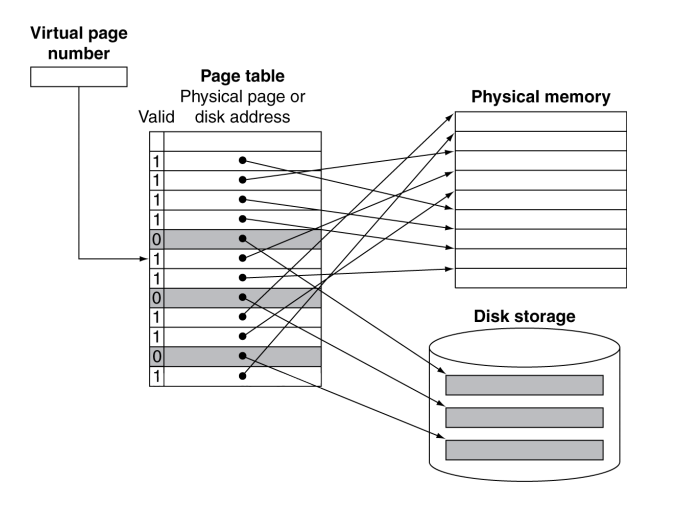 Virtual page
number
Page table
Physical page or
Valid disk address
Physical memory
1
1
1
1
0
1
1
0
1
1
0
1
Disk storage